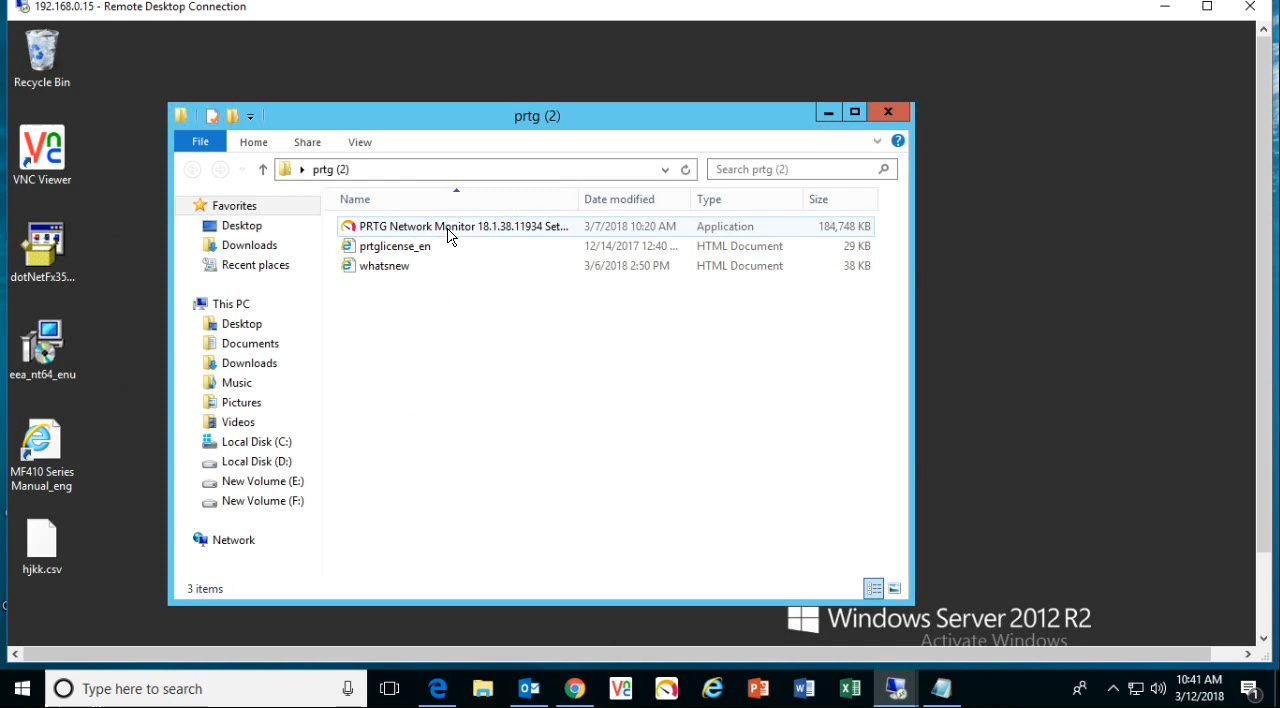 192.168.0.15 - Remote Desktop Connection
Recycle Bin
VNC Viewer
dotNetFx35...
eea_nt64_enu
MF410 Series
Manual_eng
hjkk.csv
prtg (2)
File Home Share View
prtg (2) Search prtg (2)
Name Date modified Type Size
PRTG Network Monitor 18.1.38.11934 Set... 3/7/2018 10:20 AM Application 184,748 KB
prtglicense_en 12/14/2017 12:40 ... HTML Document 29 KB
whatsnew 3/6/2018 2:50 PM HTML Document 38 KB
Favorites
Desktop
Downloads
Recent places
This PC
Desktop
Documents
Downloads
Music
Pictures
Videos
Local Disk (C:)
Local Disk (D:)
New Volume (E:)
New Volume (F:)
Network
3 items
Windows Server 2012 R2
Activate Windows
Type here to search
10:41 AM
3/12/2018
1